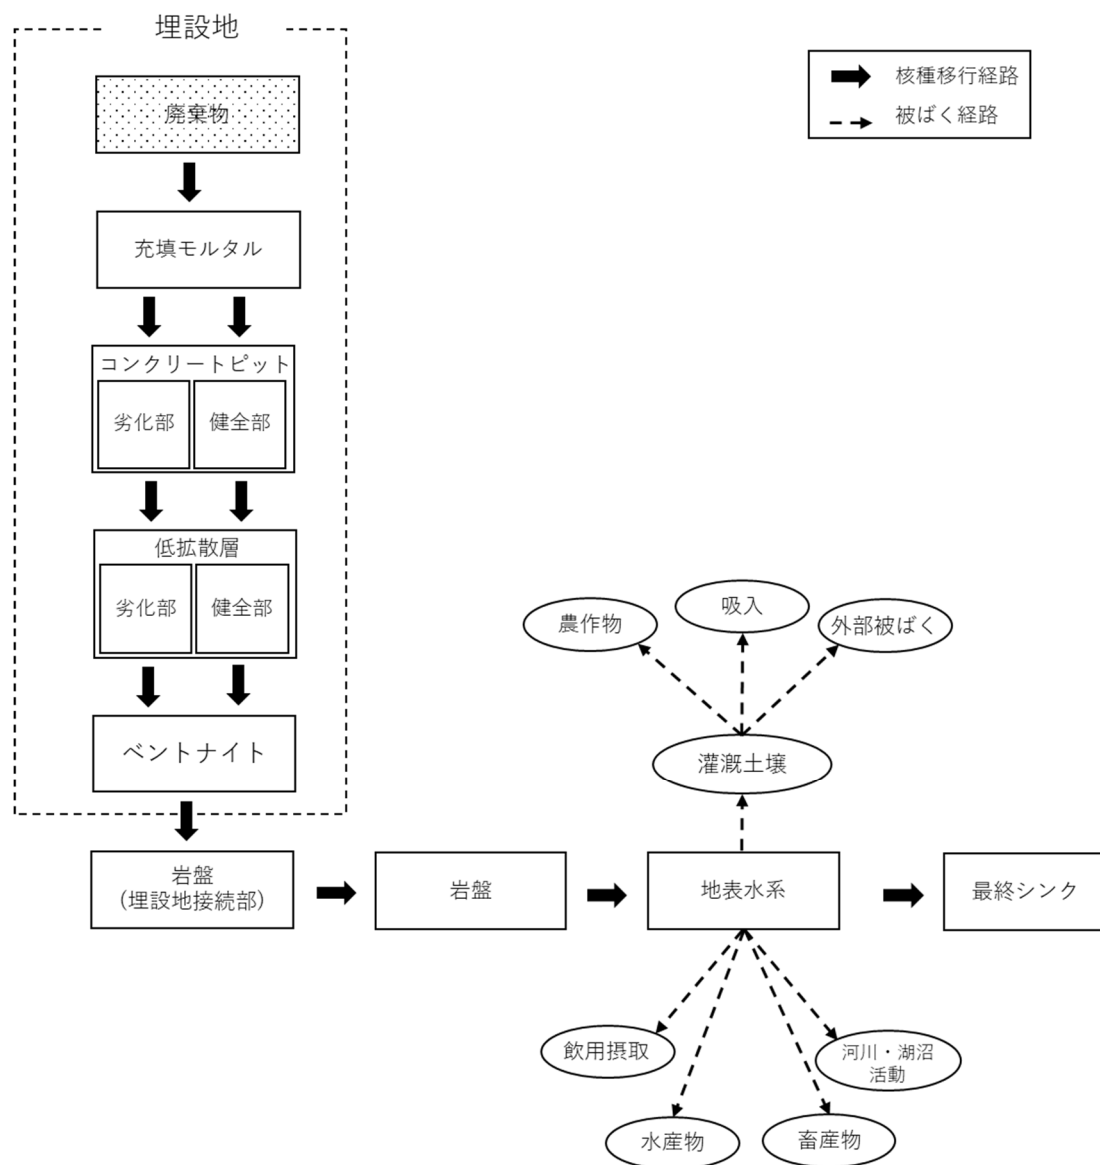 埋設地
核種移行経路
被ばく経路
廃棄物
充填モルタル
コンクリートピット
劣化部
健全部
低拡散層
劣化部
健全部
ベントナイト
農作物
吸入
外部被ばく
灌漑土壌
岩盤
(埋設地接続部)
岩盤
地表水系
最終シンク
飲用摂取
河川・湖沼
活動
水産物
畜産物